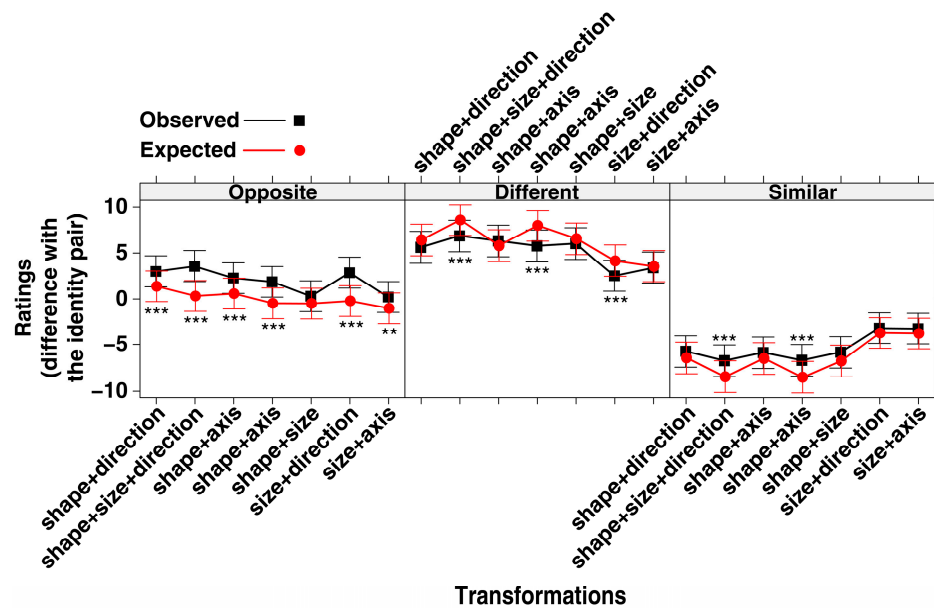 shape+direction
shape+size+direction
shape+axis
shape+axis
shape+size
size+direction
size+axis
Observed
Expected
Opposite
Different
Similar
Ratings
(difference with
the identity pair)
10
5
0
−5
−10
***
***
***
***
***
**
***
***
***
***
***
shape+direction
shape+size+direction
shape+axis
shape+axis
shape+size
size+direction
size+axis
shape+direction
shape+size+direction
shape+axis
shape+axis
shape+size
size+direction
size+axis
Transformations